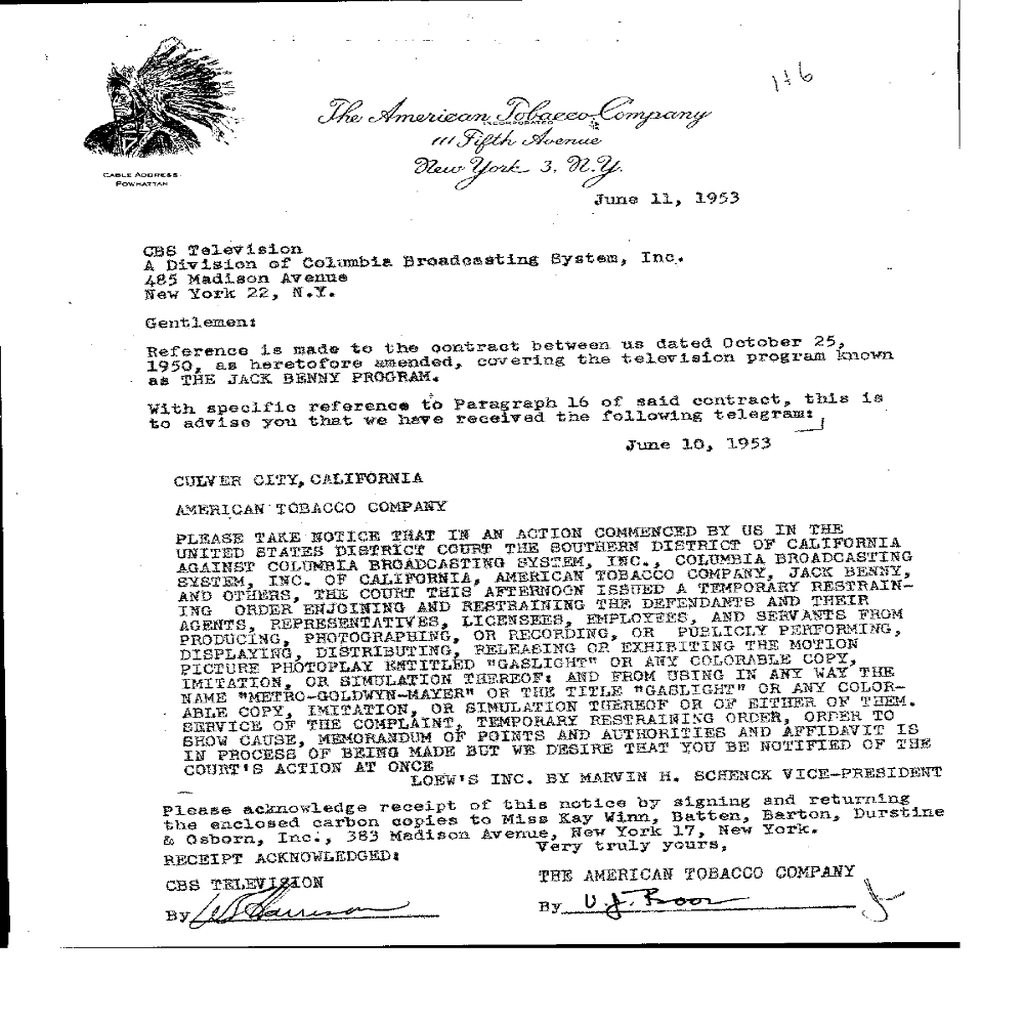 1+6
The American Tobacco Company
INCORPORATED
111 Fifth Avenue
New York 3, N.Y.
CABLE ADDRESS
POWHATTAN
June 11, 1953
CBS Television
A Division of Columbia Broadcasting System, Inc.
485 Madison Avenue
New York 22, N.Y.
Gentlemen:
Reference is made to the contract between us dated October 25,
1950, as heretofore amended, covering the television program known
as THE JACK BENNY PROGRAM.
With specific reference to Paragraph 16 of said contract, this is
to advise you that we have received the following telegram:
June 10, 1953
CULVER CITY, CALIFORNIA
AMERICAN TOBACCO COMPANY
PLEASE TAKE NOTICE THAT IN AN ACTION COMMENCED BY US IN THE
UNITED STATES DISTRICT COURT THE SOUTHERN DISTRICT OF CALIFORNIA
AGAINST COLUMBIA BROADCASTING SYSTEM, INC., COLUMBIA BROADCASTING
SYSTEM, INC. OF CALIFORNIA, AMERICAN TOBACCO COMPANY, JACK BENNY,
AND OTHERS, THE COURT THIS AFTERNOON ISSUED A TEMPORARY RESTRAIN-
ING ORDER ENJOINING AND RESTRAINING THE DEFENDANTS AND THEIR
AGENTS, REPRESENTATIVES, LICENSEES, EMPLOYEES, AND SERVANTS FROM
PRODUCING, PHOTOGRAPHING, OR RECORDING, OR PUBLICLY PERFORMING,
DISPLAYING, DISTRIBUTING, RELEASING OR EXHIBITING THE MOTION
PICTURE PHOTOPLAY ENTITLED "GASLIGHT" OR ANY COLORABLE COPY,
IMITATION, OR SIMULATION THEREOF: AND FROM USING IN ANY WAY THE
NAME "METRO-GOLDWYN-MAYER" OR THE TITLE "GASLIGHT" OR ANY COLOR-
ABLE COPY, IMITATION, OR SIMULATION THEREOF OR OF EITHER OF THEM.
SERVICE OF THE COMPLAINT, TEMPORARY RESTRAINING ORDER, ORDER TO
SHOW CAUSE, MEMORANDUM OF POINTS AND AUTHORITIES AND AFFIDAVIT IS
IN PROCESS OF BEING MADE BUT WE DESIRE THAT YOU BE NOTIFIED OF THE
COURT'S ACTION AT ONCE
LOEW'S INC. BY MARVIN H. SCHENCK VICE-PRESIDENT
Please acknowledge receipt of this notice by signing and returning
the enclosed carbon copies to Miss Kay Winn, Batten, Barton, Durstine
& Osborn, Inc., 383 Madison Avenue, New York 17, New York.
Very truly yours,
RECEIPT ACKNOWLEDGED:
CBS TELEVISION
THE AMERICAN TOBACCO COMPANY
By
By